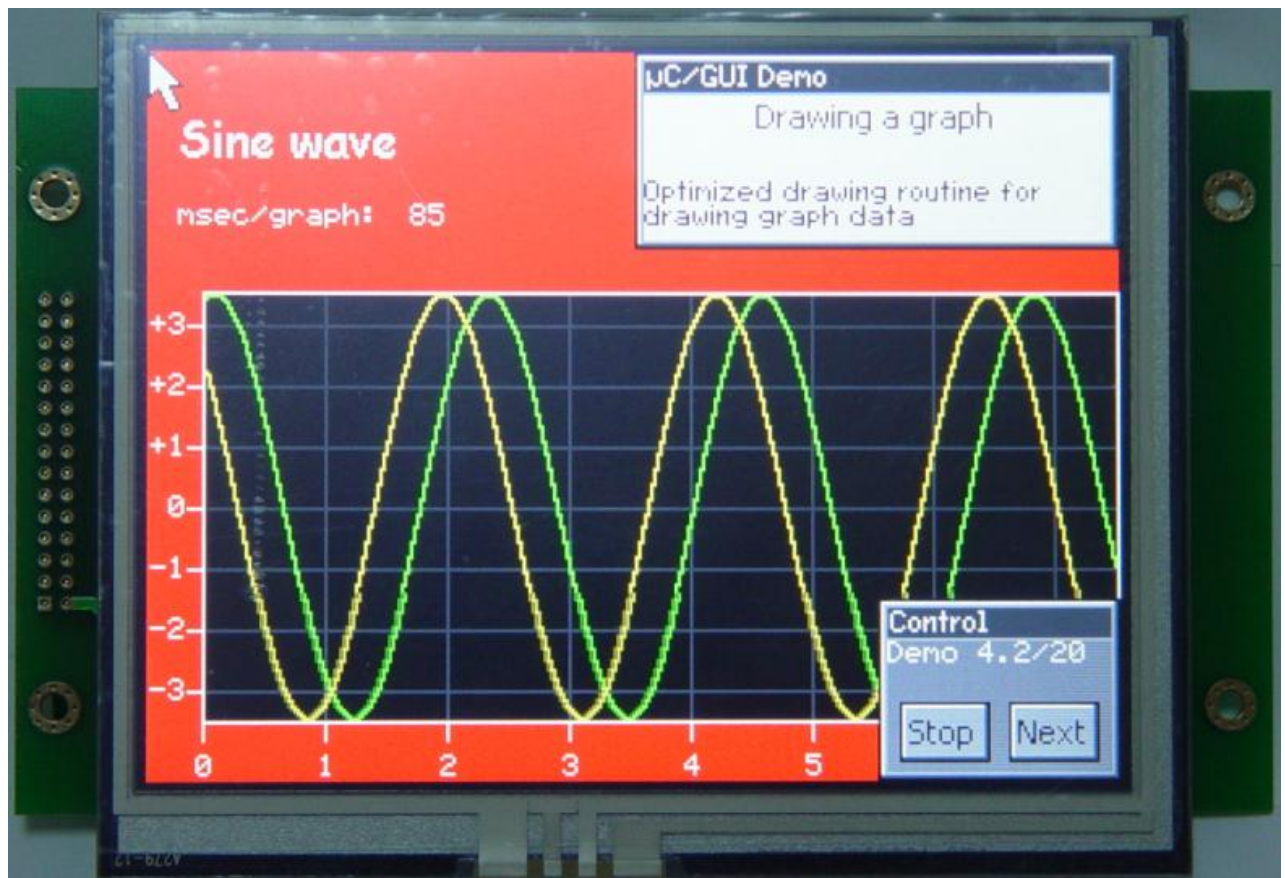 µC/GUI Demo
Drawing a graph
Optimized drawing routine for
drawing graph data
Sine wave
msec/graph: 85
+3
+2
+1
0
-1
-2
-3
0 1 2 3 4 5
Control
Demo 4.2/20
Stop Next